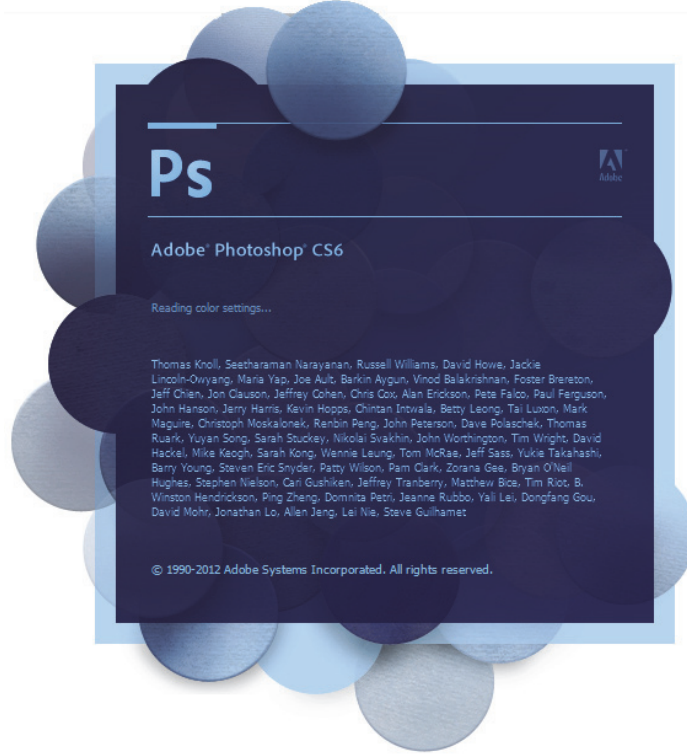 Ps
Adobe
Adobe® Photoshop® CS6
Reading color settings...
Thomas Knoll, Seetharaman Narayanan, Russell Williams, David Howe, Jackie
Lincoln-Owyang, Maria Yap, Joe Ault, Barkin Aygun, Vinod Balakrishnan, Foster Brereton,
Jeff Chien, Jon Clauson, Jeffrey Cohen, Chris Cox, Alan Erickson, Pete Falco, Paul Ferguson,
John Hanson, Jerry Harris, Kevin Hopps, Chintan Intwala, Betty Leong, Tai Luxon, Mark
Maguire, Christoph Moskalonek, Renbin Peng, John Peterson, Dave Polaschek, Thomas
Ruark, Yuyan Song, Sarah Stuckey, Nikolai Svakhin, John Worthington, Tim Wright, David
Hackel, Mike Keogh, Sarah Kong, Wennie Leung, Tom McRae, Jeff Sass, Yukie Takahashi,
Barry Young, Steven Eric Snyder, Patty Wilson, Pam Clark, Zorana Gee, Bryan O'Neil
Hughes, Stephen Nielson, Cari Gushiken, Jeffrey Tranberry, Matthew Bice, Tim Riot, B.
Winston Hendrickson, Ping Zheng, Domnita Petri, Jeanne Rubbo, Yali Lei, Dongfang Gou,
David Mohr, Jonathan Lo, Allen Jeng, Lei Nie, Steve Guilhamet
© 1990-2012 Adobe Systems Incorporated. All rights reserved.